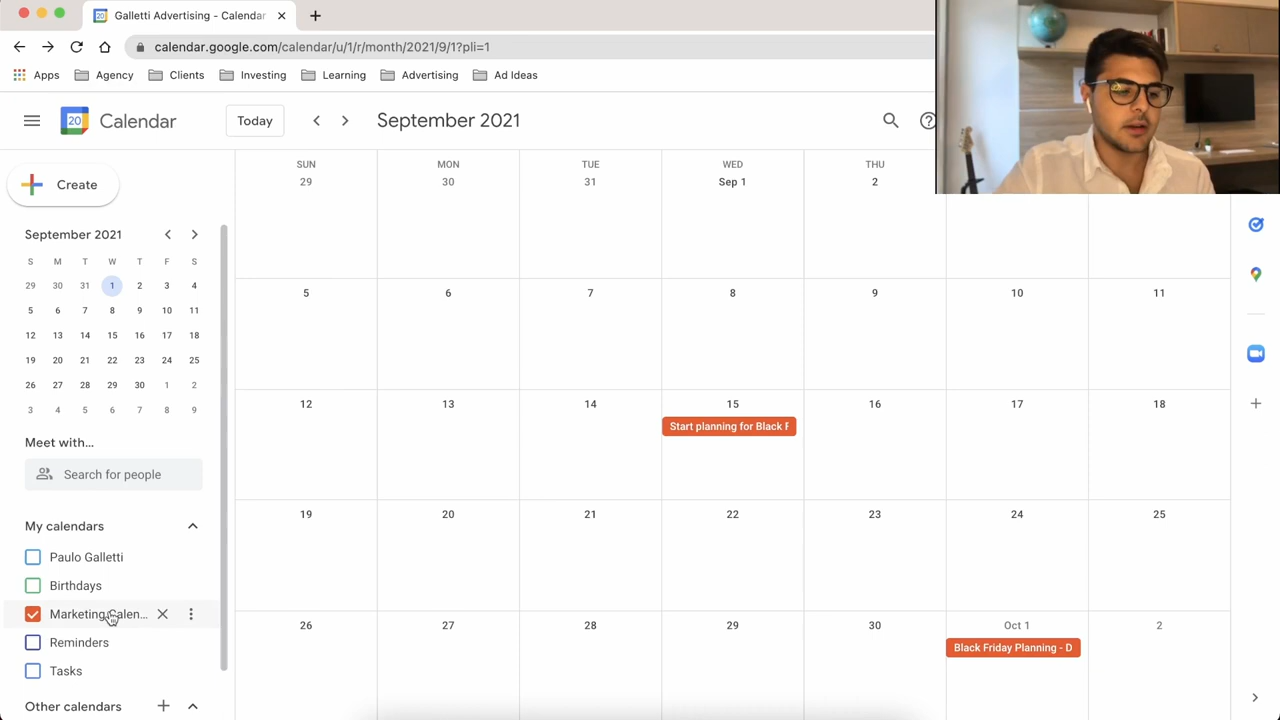 Galletti Advertising - Calendar
calendar.google.com/calendar/u/1/r/month/2021/9/1?pli=1
Apps Agency Clients Investing Learning Advertising Ad Ideas
20 Calendar Today September 2021
Create
SUN MON TUE WED THU
29 30 31 Sep 1 2
September 2021
S M T W T F S
29 30 31 1 2 3 4
5 6 7 8 9 10 11
12 13 14 15 16 17 18
19 20 21 22 23 24 25
26 27 28 29 30 1 2
3 4 5 6 7 8 9
5 6 7 8 9 10 11
12 13 14 15 16 17 18
Start planning for Black F
19 20 21 22 23 24 25
26 27 28 29 30 Oct 1 2
Black Friday Planning - D
Meet with...
Search for people
My calendars
Paulo Galletti
Birthdays
Marketing Calen...
Reminders
Tasks
Other calendars